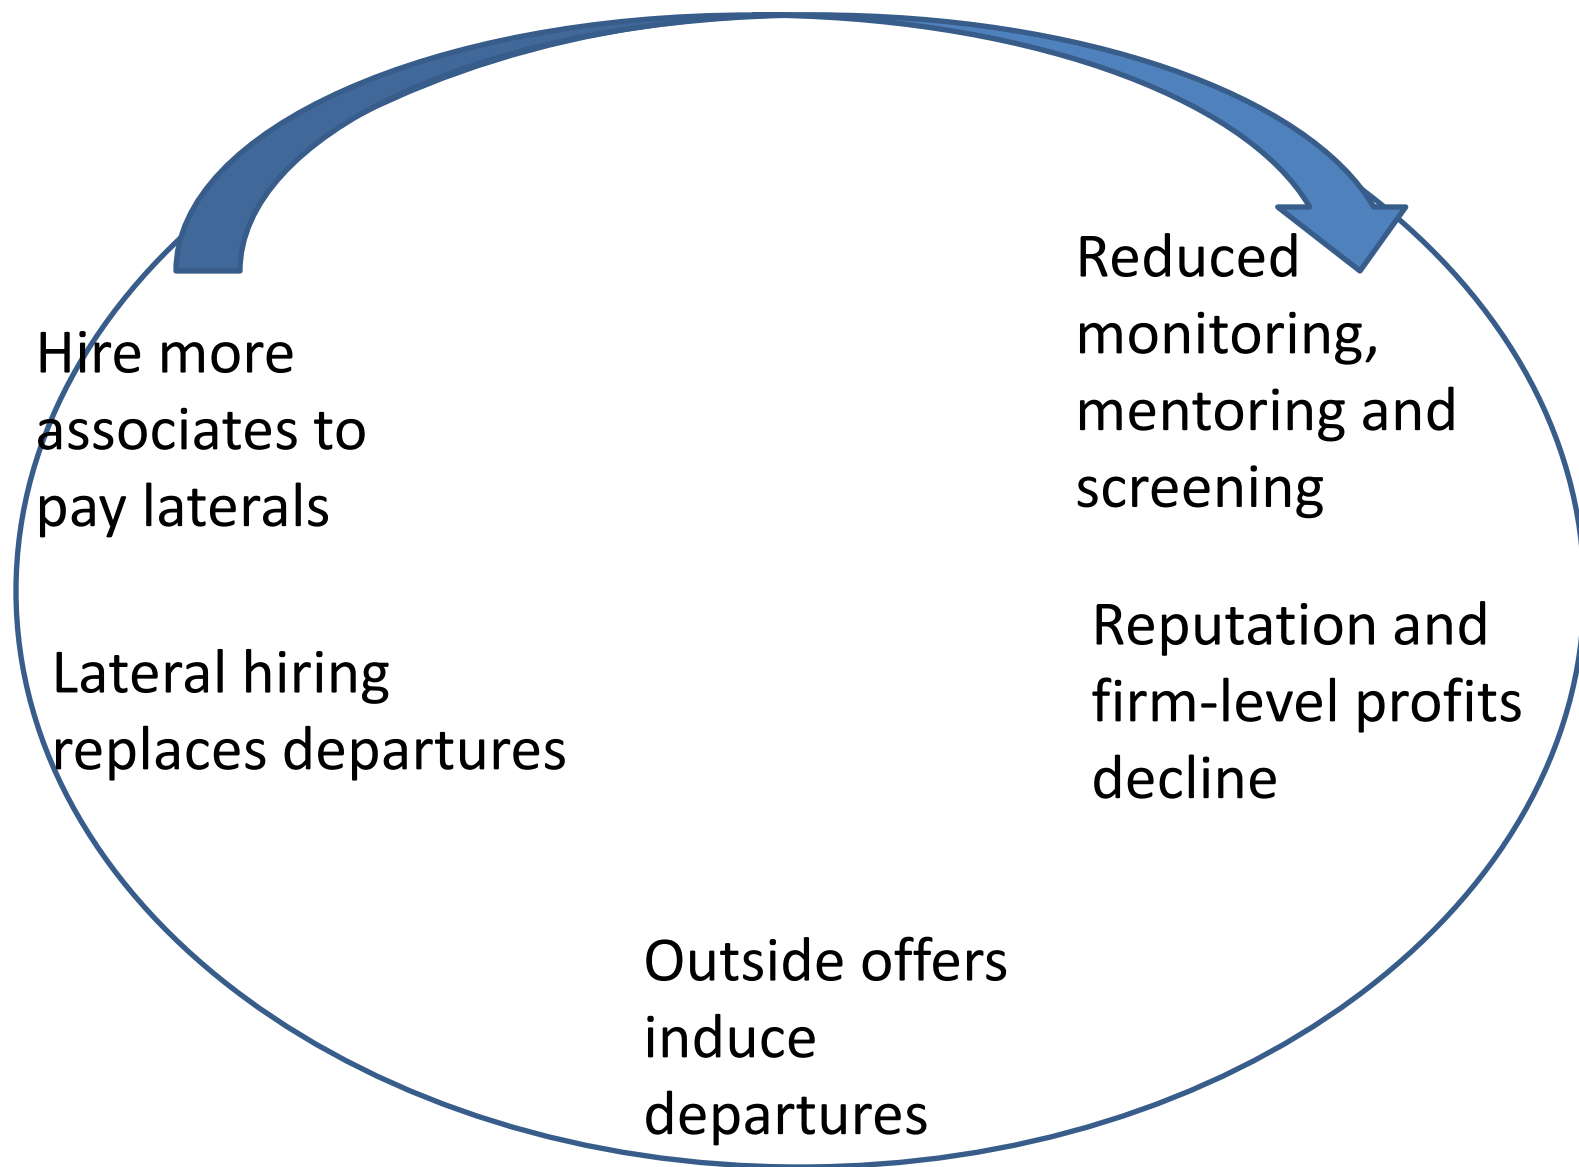 Hire more
associates to
pay laterals
Reduced
monitoring,
mentoring and
screening
Reputation and
firm-level profits
decline
Outside offers
induce
departures
Lateral hiring
replaces departures